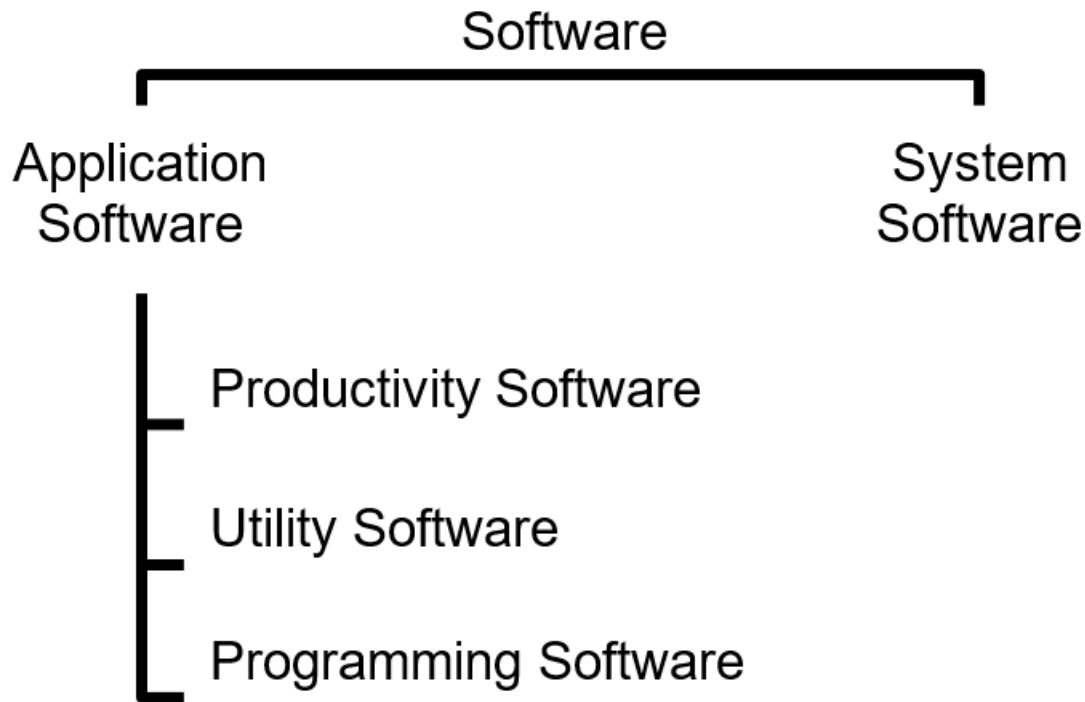 Software
Application
Software
System
Software
Productivity Software
Utility Software
Programming Software